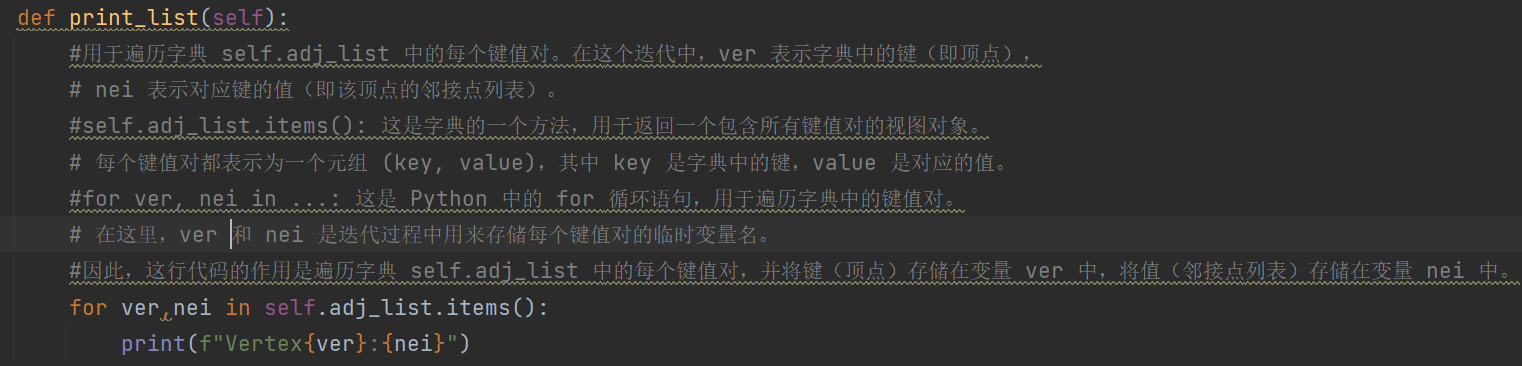 def print_list(self):
#用于遍历字典 self.adj_list 中的每个键值对。在这个迭代中，ver 表示字典中的键（即顶点），
# nei 表示对应键的值（即该顶点的邻接点列表）。
#self.adj_list.items(): 这是字典的一个方法，用于返回一个包含所有键值对的视图对象。
# 每个键值对都表示为一个元组 (key, value)，其中 key 是字典中的键，value 是对应的值。
#for ver, nei in ...: 这是 Python 中的 for 循环语句，用于遍历字典中的键值对。
# 在这里，ver 和 nei 是迭代过程中用来存储每个键值对的临时变量名。
#因此，这行代码的作用是遍历字典 self.adj_list 中的每个键值对，并将键（顶点）存储在变量 ver 中，将值（邻接点列表）存储在变量 nei 中。
for ver,nei in self.adj_list.items():
print(f"Vertex{ver}:{nei}")